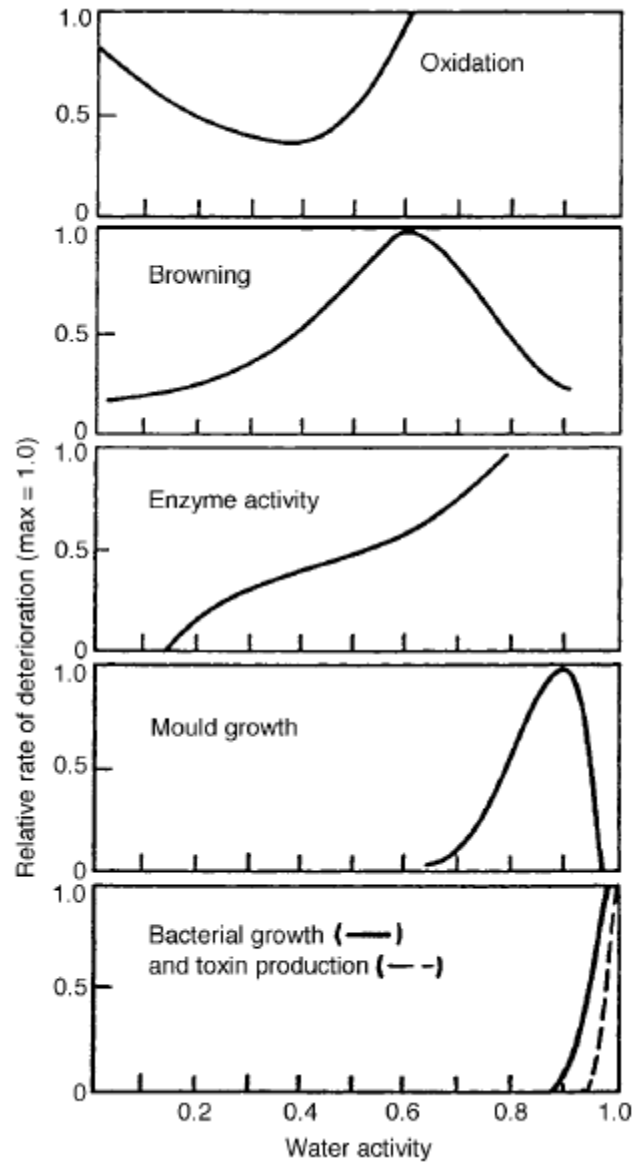 1.0
Oxidation
0.5
0
1.0
Browning
0.5
0
1.0
Enzyme activity
0.5
0
1.0
Mould growth
0.5
0
1.0
Bacterial growth (——)
and toxin production (— – –)
0.5
0
0.2 0.4 0.6 0.8 1.0
Water activity
Relative rate of deterioration (max = 1.0)